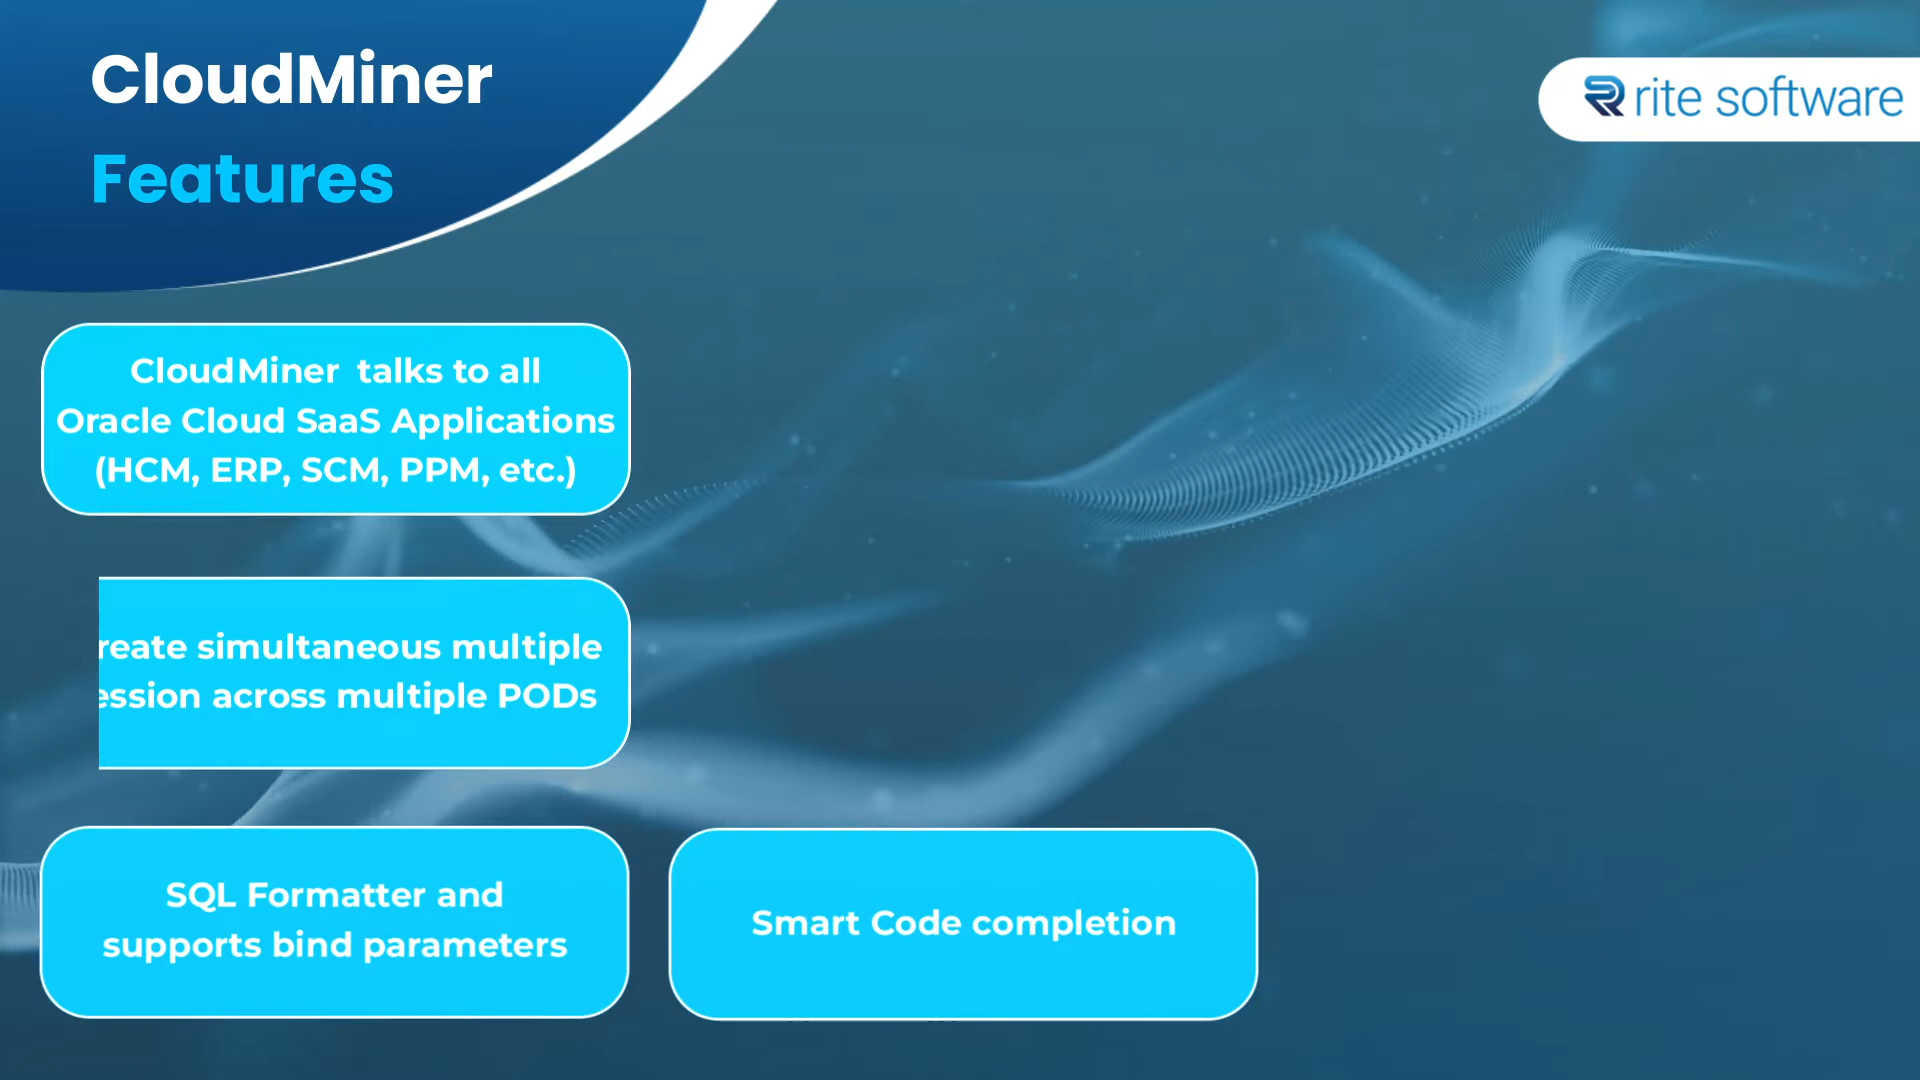 CloudMiner
Features
rite software
CloudMiner talks to all
Oracle Cloud SaaS Applications
(HCM, ERP, SCM, PPM, etc.)
reate simultaneous multiple
ession across multiple PODs
SQL Formatter and
supports bind parameters
Smart Code completion